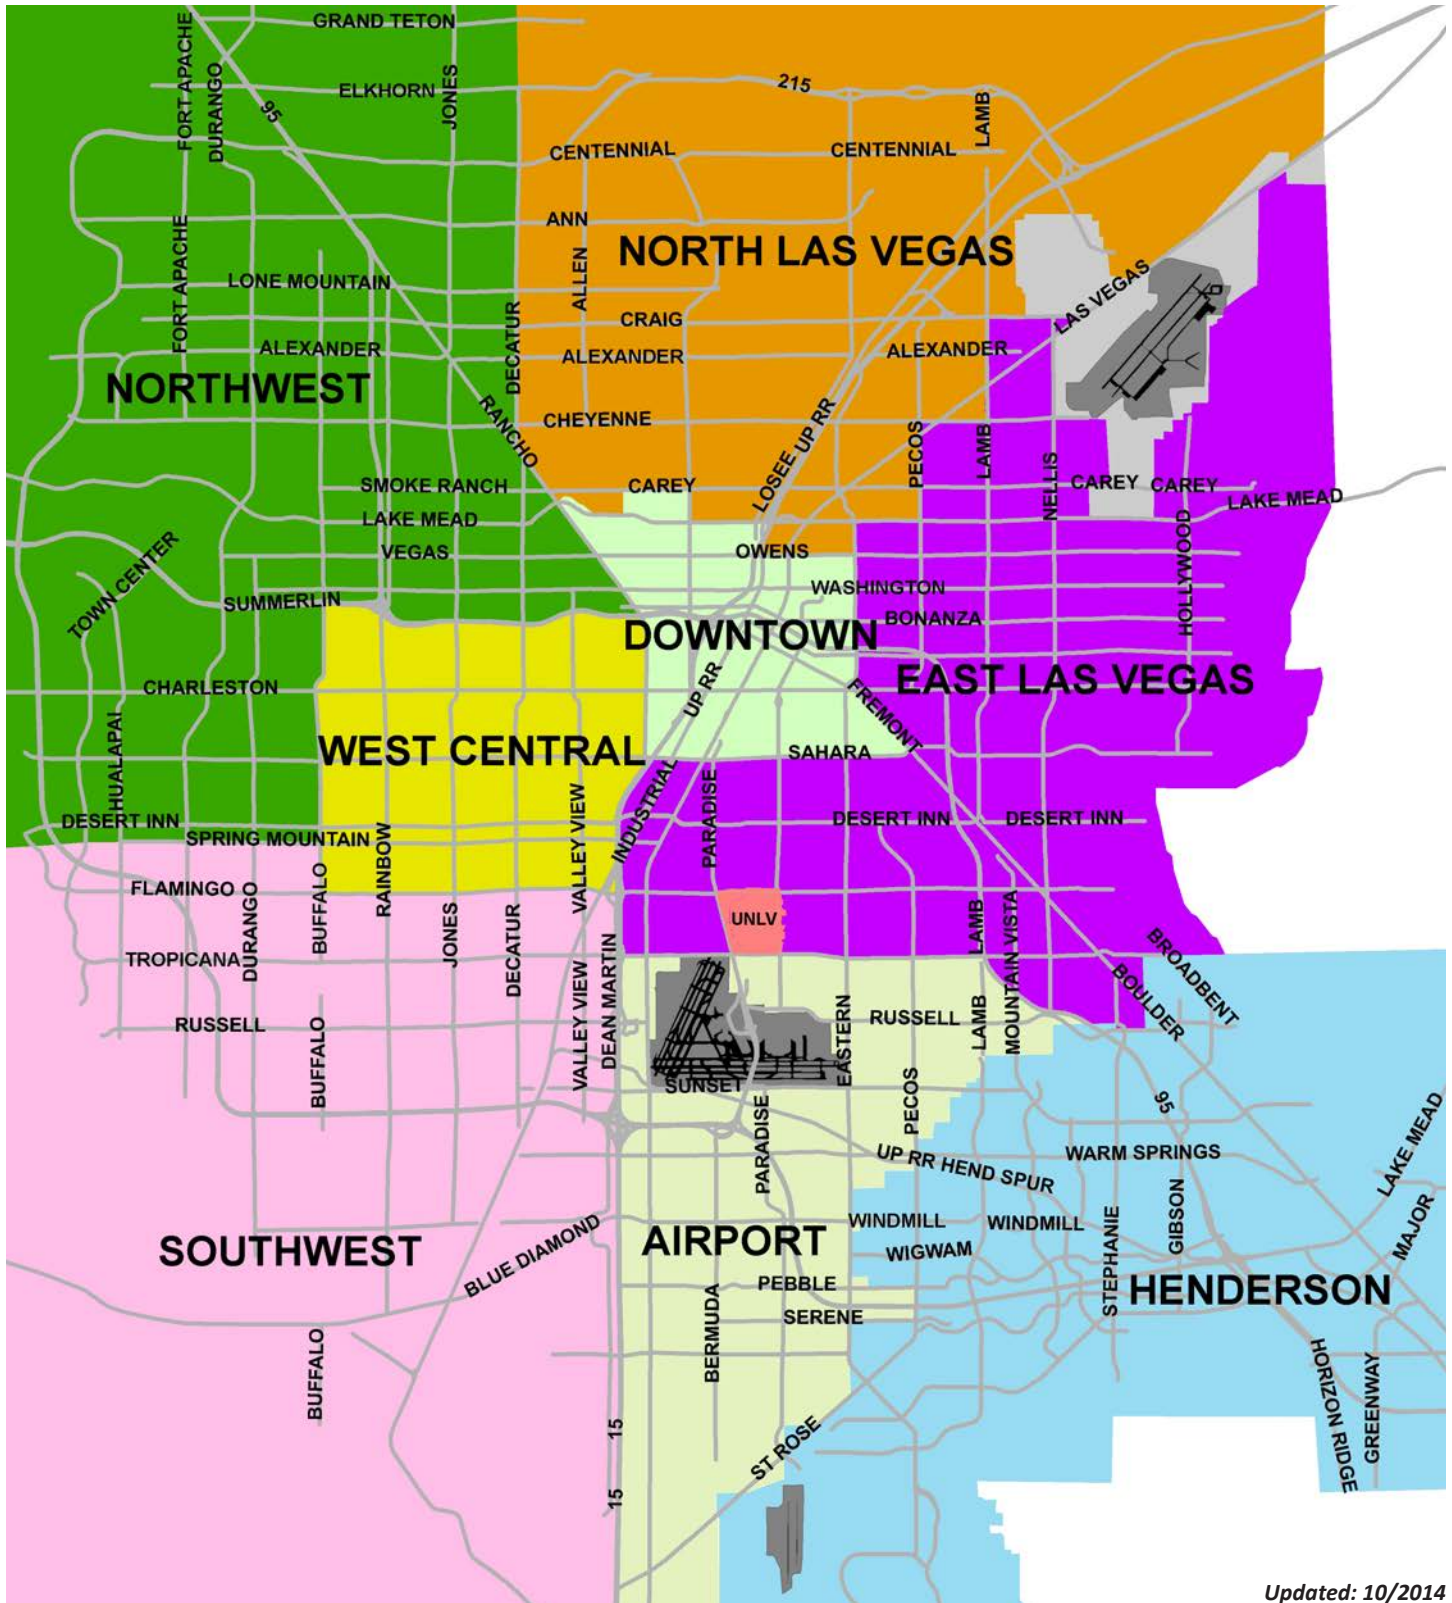 GRAND TETON
FORT APACHE
DURANGO
95
ELKHORN
JONES
215
LAMB
CENTENNIAL
CENTENNIAL
FORT APACHE
ANN
NORTH LAS VEGAS
LONE MOUNTAIN
ALLEN
LAS VEGAS
CRAIG
DECATUR
ALEXANDER
ALEXANDER
ALEXANDER
NORTHWEST
RANCHO
CHEYENNE
UP RR
LOSEE
PECOS
LAMB
NELLIS
SMOKE RANCH
CAREY
CAREY
CAREY
LAKE MEAD
LAKE MEAD
VEGAS
OWENS
HOLLYWOOD
TOWN CENTER
SUMMERLIN
WASHINGTON
BONANZA
DOWNTOWN
EAST LAS VEGAS
CHARLESTON
UP RR
FREMONT
HUALAPAI
WEST CENTRAL
SAHARA
INDUSTRIAL
PARADISE
VALLEY VIEW
DESERT INN
DESERT INN
DESERT INN
SPRING MOUNTAIN
RAINBOW
FLAMINGO
DURANGO
BUFFALO
JONES
DECATUR
UNLV
LAMB
MOUNTAIN VISTA
TROPICANA
DEAN MARTIN
BROADBENT
BOULDER
RUSSELL
BUFFALO
VALLEY VIEW
EASTERN
RUSSELL
LAMB
SUNSET
PECOS
95
PARADISE
UP RR HEND SPUR
WARM SPRINGS
LAKE MEAD
SOUTHWEST
BLUE DIAMOND
AIRPORT
WINDMILL
WINDMILL
WIGWAM
STEPHANIE
GIBSON
MAJOR
PEBBLE
HENDERSON
SERENE
BUFFALO
BERMUDA
HORIZON RIDGE
GREENWAY
15
ST ROSE
15
Updated: 10/2014